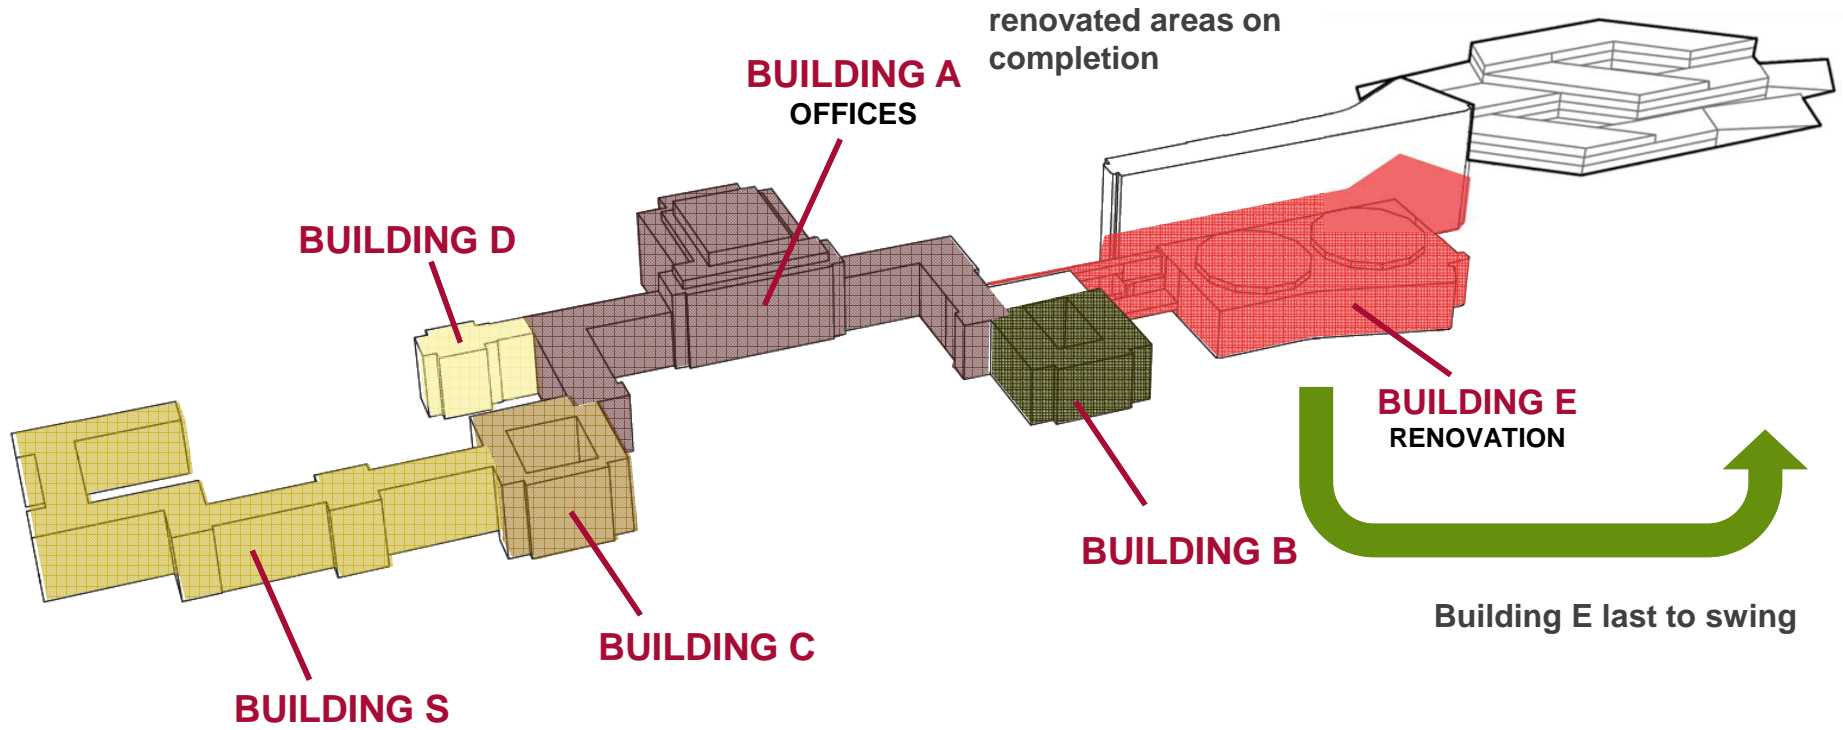 renovated areas on
completion
BUILDING A
OFFICES
BUILDING D
BUILDING E
RENOVATION
BUILDING B
Building E last to swing
BUILDING C
BUILDING S